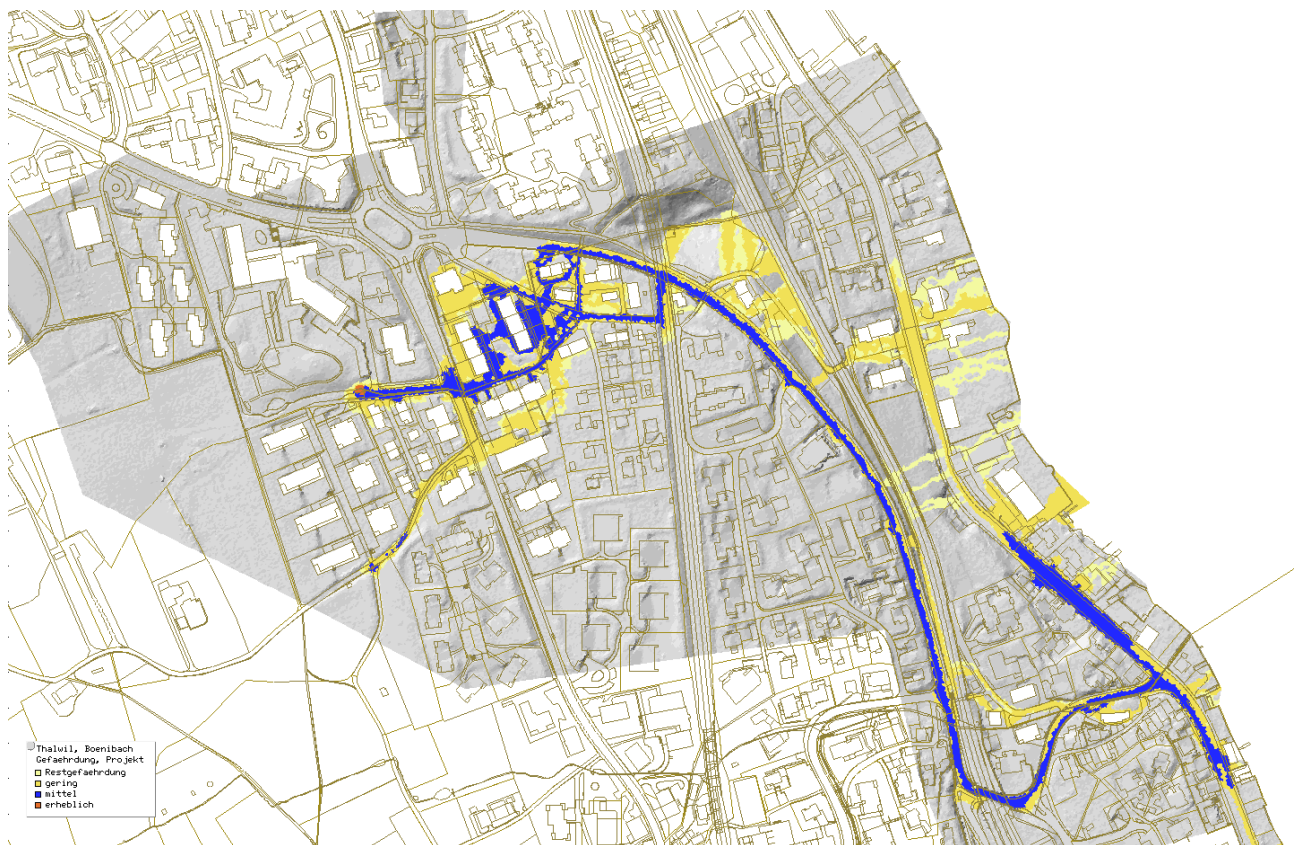 Thalwil, Boenibach
Gefaehrdung, Projekt
Restgefaehrdung
gering
mittel
erheblich